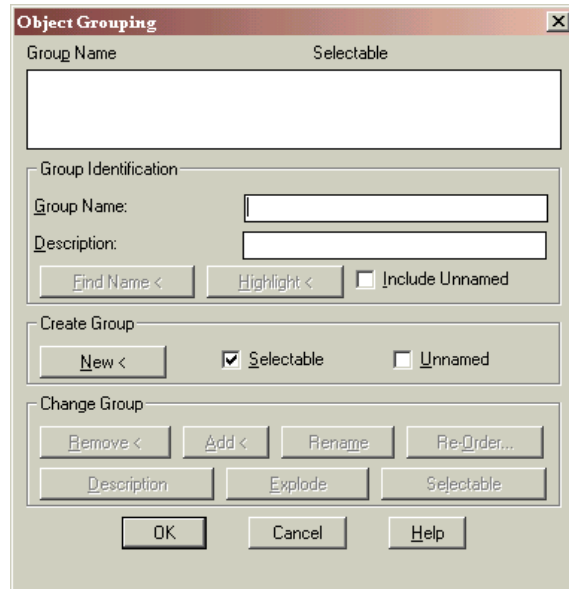 Object Grouping
Group Name Selectable
Group Identification
Group Name:
Description:
Find Name < Highlight < Include Unnamed
Create Group
New < Selectable Unnamed
Change Group
Remove < Add < Rename Re-Order...
Description Explode Selectable
OK Cancel Help